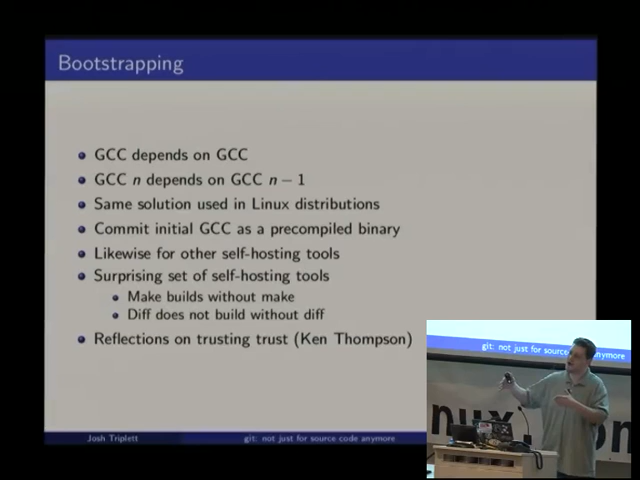 Bootstrapping
GCC depends on GCC
GCC n depends on GCC n − 1
Same solution used in Linux distributions
Commit initial GCC as a precompiled binary
Likewise for other self-hosting tools
Surprising set of self-hosting tools
Make builds without make
Diff does not build without diff
Reflections on trusting trust (Ken Thompson)
Josh Triplett
git: not just for source code anymore
git: not just for source code anymore